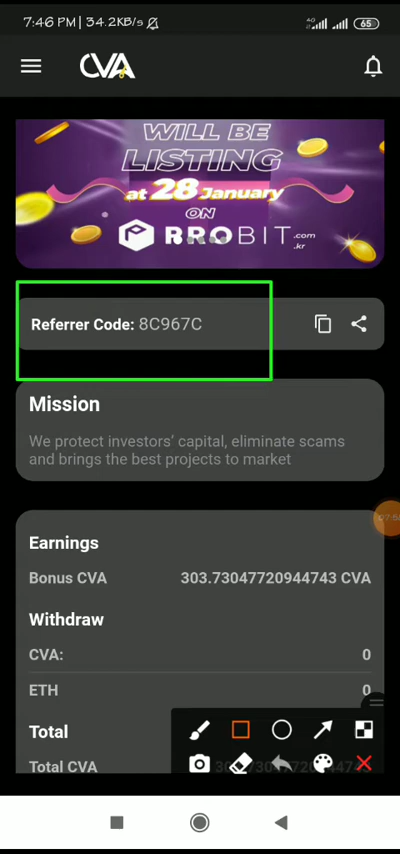 7:46 PM | 34.2KB/s
4G
65
CVA
WILL BE
LISTING
at 28 January
ON
PROBIT .com
.kr
Referrer Code: 8C967C
Mission
We protect investors' capital, eliminate scams
and brings the best projects to market
Earnings
Bonus CVA 303.73047720944743 CVA
Withdraw
CVA: 0
ETH 0
Total
Total CVA